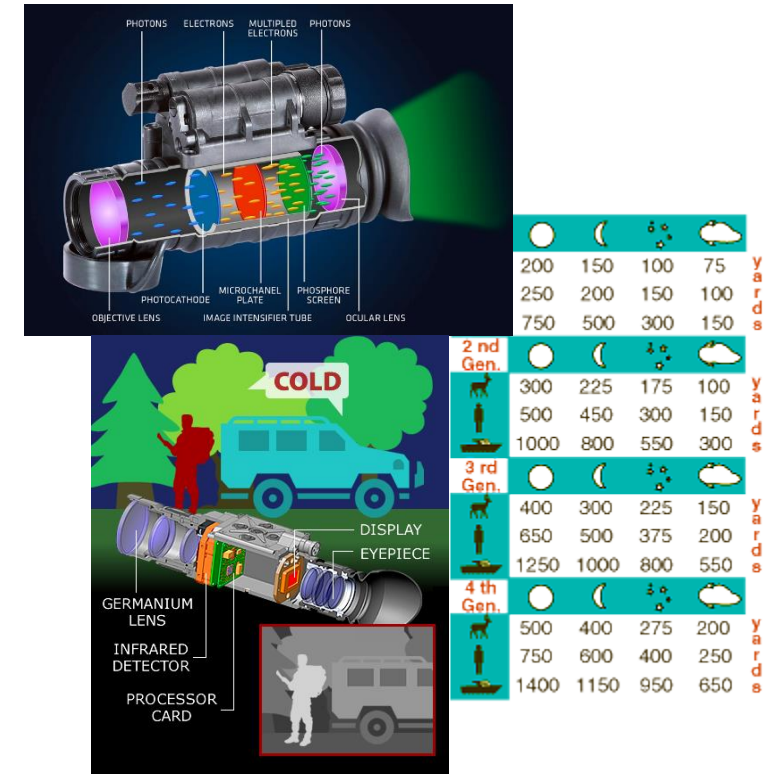 PHOTONS ELECTRONS MULTIPLED PHOTONS
ELECTRONS
MICROCHANEL PHOSPHORE
PHOTOCATHODE PLATE SCREEN
OBJECTIVE LENS IMAGE INTENSIFIER TUBE OCULAR LENS
200 150 100 75
250 200 150 100
750 500 300 150
yards
2 nd
Gen.
300 225 175 100
500 450 300 150
1000 800 550 300
yards
3 rd
Gen.
400 300 225 150
650 500 375 200
1250 1000 800 550
yards
4 th
Gen.
500 400 275 200
750 600 400 250
1400 1150 950 650
yards
COLD
DISPLAY
EYEPIECE
GERMANIUM
LENS
INFRARED
DETECTOR
PROCESSOR
CARD